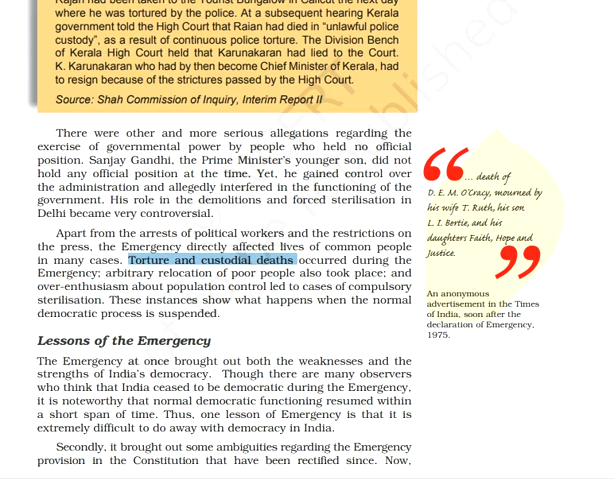 Rajan had been taken to the Tourist Bungalow in Calicut the next day
where he was tortured by the police. At a subsequent hearing Kerala
government told the High Court that Rajan had died in “unlawful police
custody”, as a result of continuous police torture. The Division Bench
of Kerala High Court held that Karunakaran had lied to the Court.
K. Karunakaran who had by then become Chief Minister of Kerala, had
to resign because of the strictures passed by the High Court.
Source: Shah Commission of Inquiry, Interim Report II
There were other and more serious allegations regarding the
exercise of governmental power by people who held no official
position. Sanjay Gandhi, the Prime Minister’s younger son, did not
hold any official position at the time. Yet, he gained control over
the administration and allegedly interfered in the functioning of the
government. His role in the demolitions and forced sterilisation in
Delhi became very controversial.
Apart from the arrests of political workers and the restrictions on
the press, the Emergency directly affected lives of common people
in many cases. Torture and custodial deaths occurred during the
Emergency; arbitrary relocation of poor people also took place; and
over-enthusiasm about population control led to cases of compulsory
sterilisation. These instances show what happens when the normal
democratic process is suspended.
Lessons of the Emergency
The Emergency at once brought out both the weaknesses and the
strengths of India’s democracy. Though there are many observers
who think that India ceased to be democratic during the Emergency,
it is noteworthy that normal democratic functioning resumed within
a short span of time. Thus, one lesson of Emergency is that it is
extremely difficult to do away with democracy in India.
Secondly, it brought out some ambiguities regarding the Emergency
provision in the Constitution that have been rectified since. Now,
“
... death of
D. E. M. O’Cracy, mourned by
his wife T. Ruth, his son
L. I. Bertie, and his
daughters Faith, Hope and
Justice.
”
An anonymous
advertisement in the Times
of India, soon after the
declaration of Emergency,
1975.